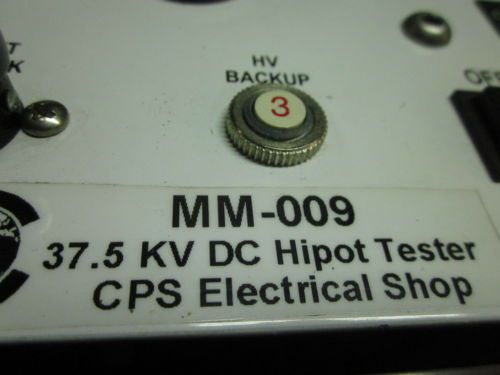 HV
BACKUP
3
MM-009
37.5 KV DC Hipot Tester
CPS Electrical Shop